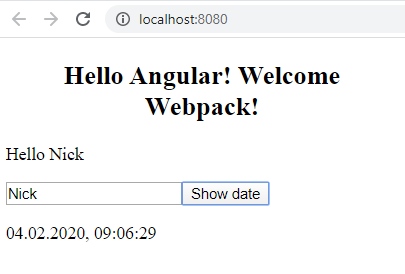 localhost:8080
Hello Angular! Welcome
Webpack!
Hello Nick
Nick Show date
04.02.2020, 09:06:29